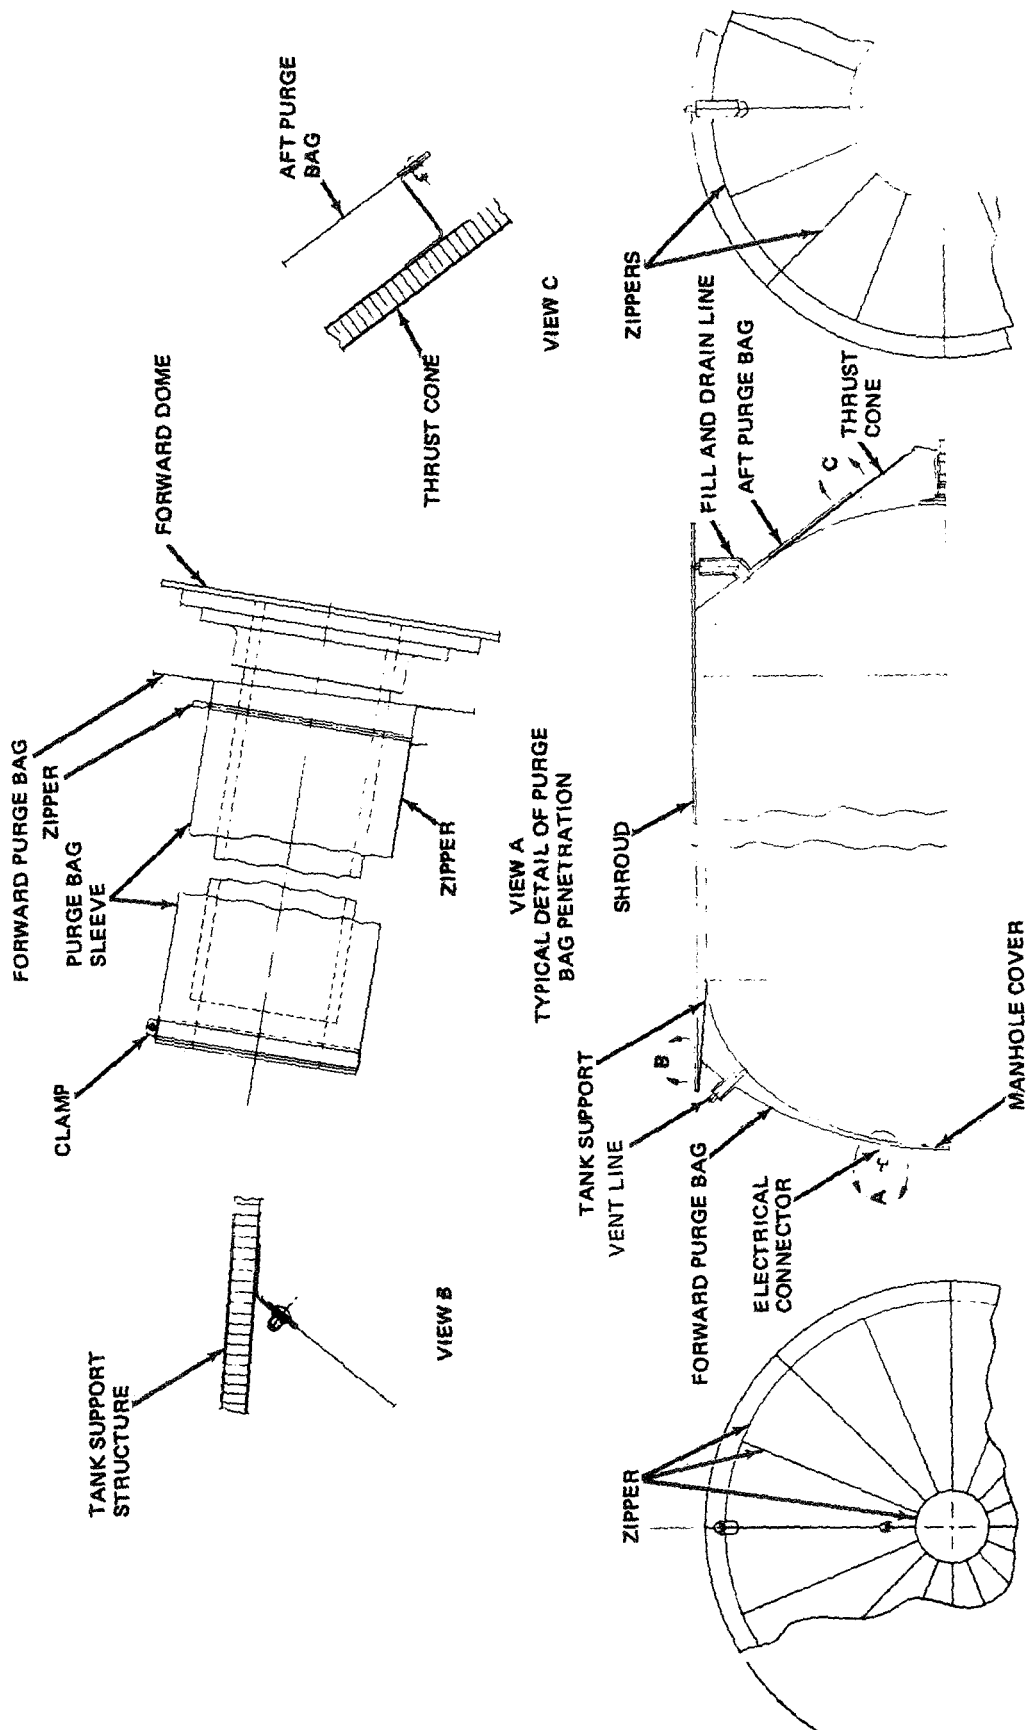 TANK SUPPORT
STRUCTURE
VIEW B
CLAMP
PURGE BAG
SLEEVE
FORWARD PURGE BAG
ZIPPER
ZIPPER
FORWARD DOME
VIEW A
TYPICAL DETAIL OF PURGE
BAG PENETRATION
AFT PURGE
BAG
THRUST CONE
VIEW C
ZIPPER
TANK SUPPORT
VENT LINE
FORWARD PURGE BAG
ELECTRICAL
CONNECTOR
B
A
MANHOLE COVER
SHROUD
FILL AND DRAIN LINE
AFT PURGE BAG
C
THRUST
CONE
ZIPPERS